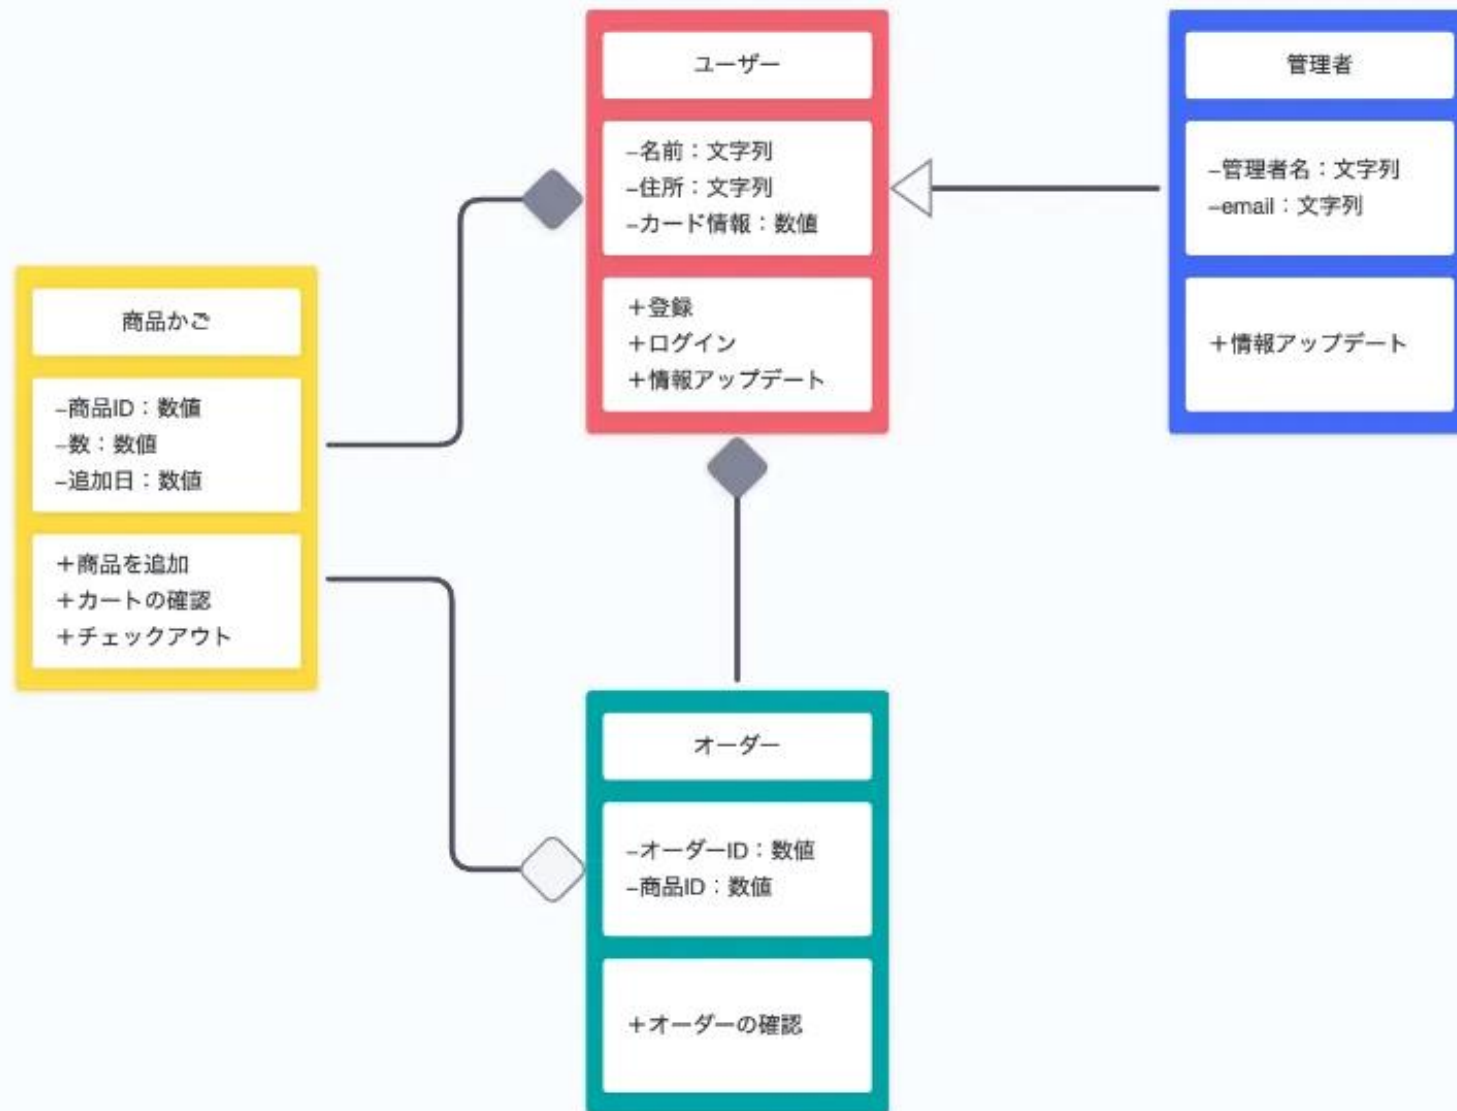 ユーザー
–名前：文字列
–住所：文字列
–カード情報：数値
＋登録
＋ログイン
＋情報アップデート
管理者
–管理者名：文字列
–email：文字列
＋情報アップデート
商品かご
–商品ID：数値
–数：数値
–追加日：数値
＋商品を追加
＋カートの確認
＋チェックアウト
オーダー
–オーダーID：数値
–商品ID：数値
＋オーダーの確認